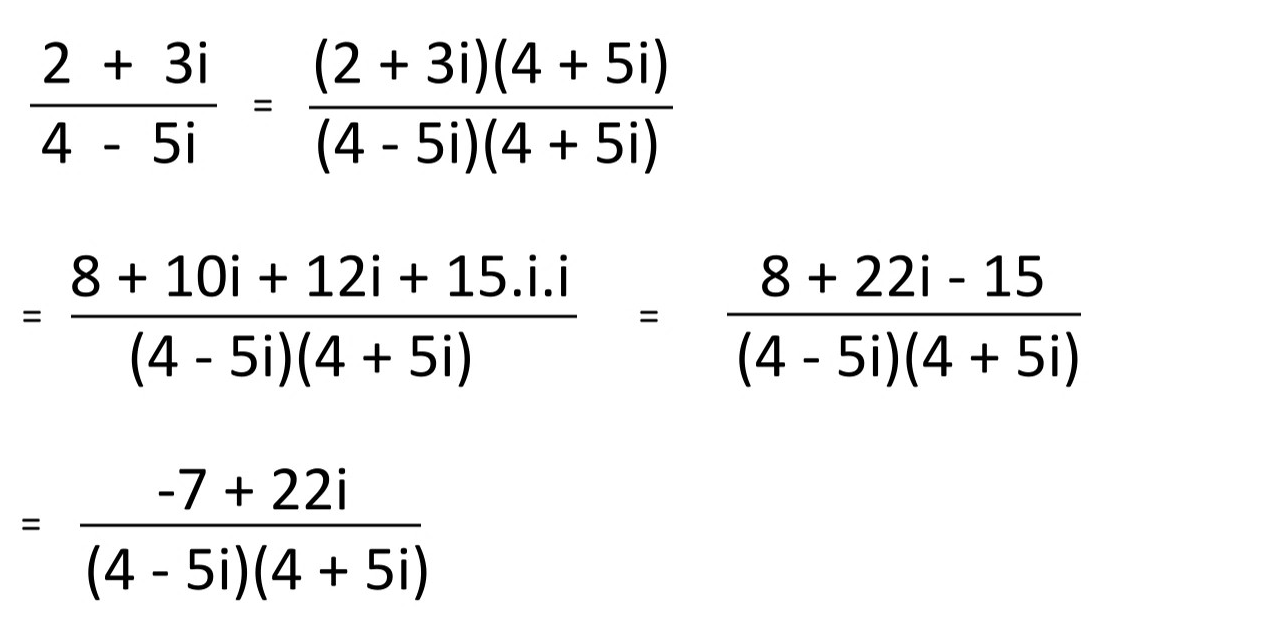 2 + 3i = (2 + 3i)(4 + 5i)
4 - 5i (4 - 5i)(4 + 5i)
= 8 + 10i + 12i + 15.i.i = 8 + 22i - 15
(4 - 5i)(4 + 5i) (4 - 5i)(4 + 5i)
= -7 + 22i
(4 - 5i)(4 + 5i)